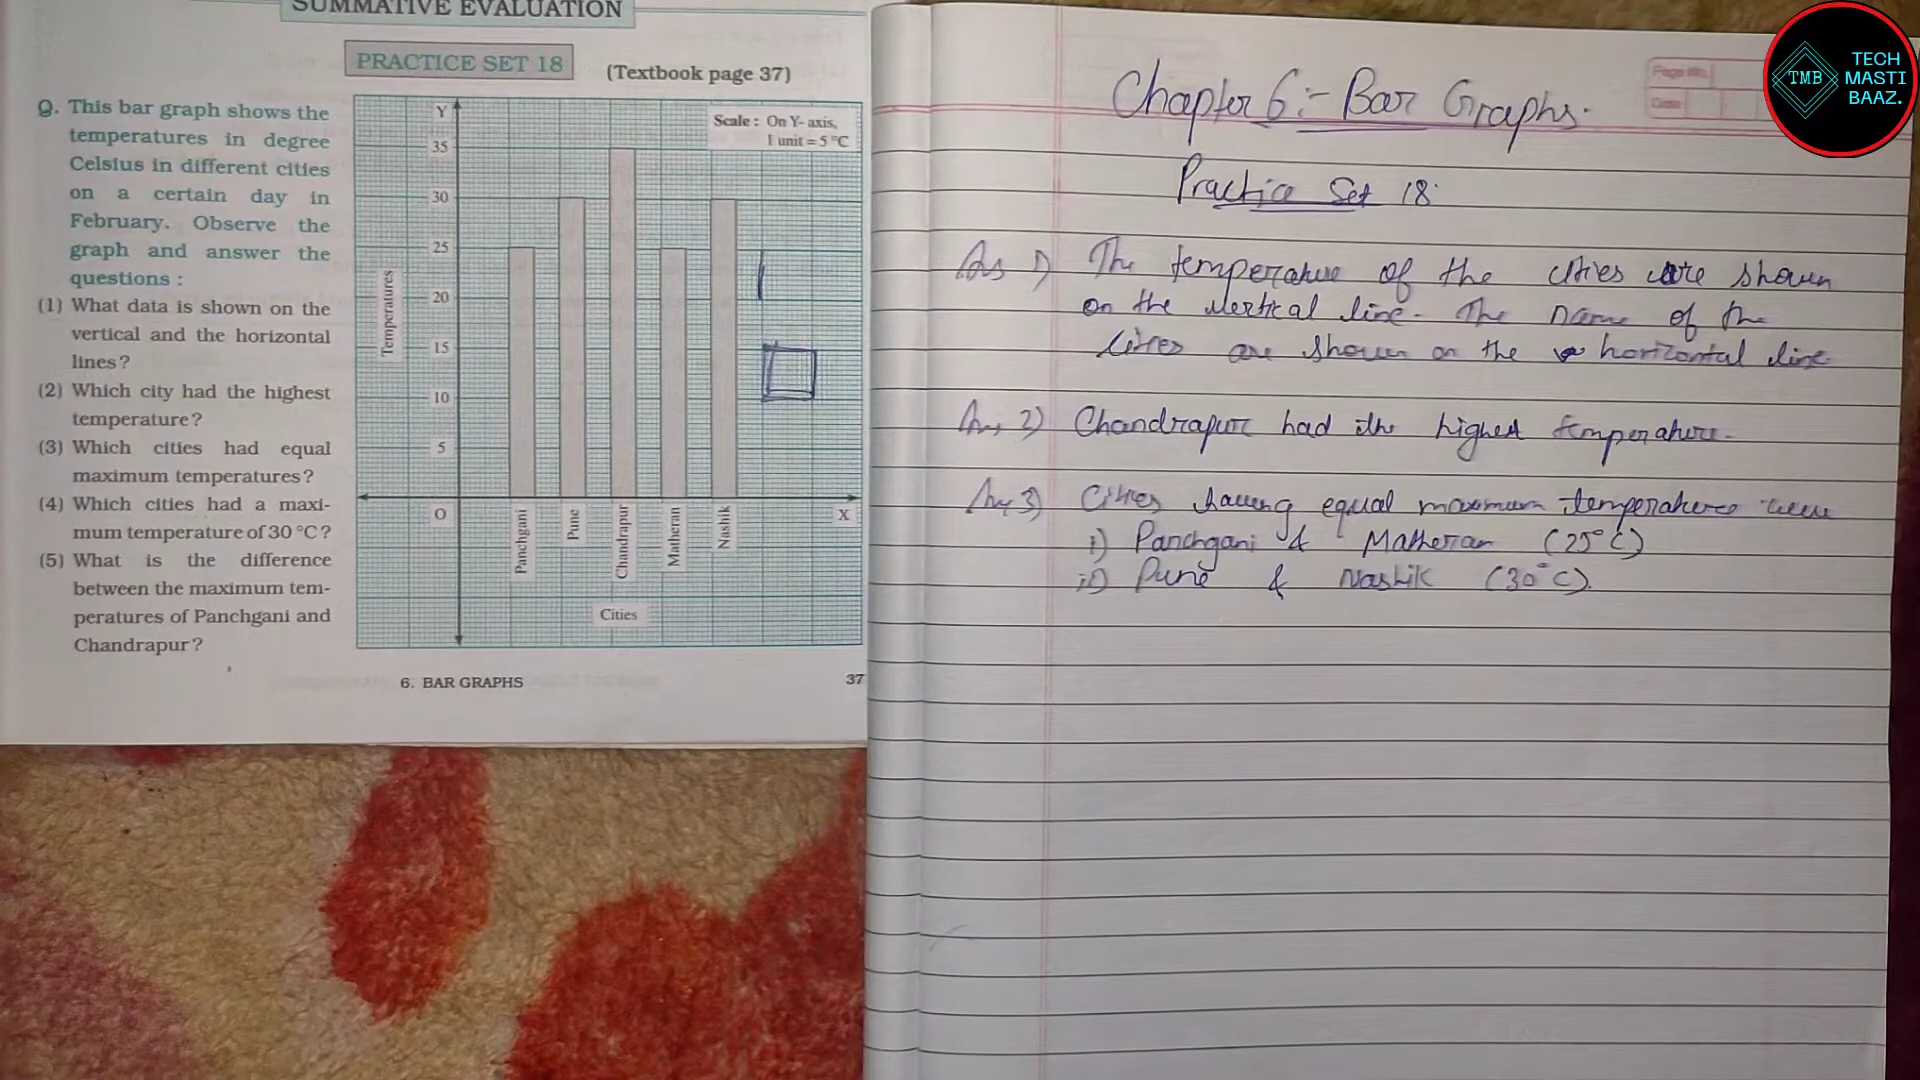 SUMMATIVE EVALUATION
PRACTICE SET 18
(Textbook page 37)
Q. This bar graph shows the
temperatures in degree
Celsius in different cities
on a certain day in
February. Observe the
graph and answer the
questions :
(1) What data is shown on the
vertical and the horizontal
lines?
(2) Which city had the highest
temperature?
(3) Which cities had equal
maximum temperatures?
(4) Which cities had a maxi-
mum temperature of 30 °C?
(5) What is the difference
between the maximum tem-
peratures of Panchgani and
Chandrapur?
Y
Scale : On Y- axis,
1 unit = 5 °C
35
30
25
20
15
10
5
O
X
Temperatures
Panchgani
Pune
Chandrapur
Matheran
Nashik
Cities
6. BAR GRAPHS
37
Chapter 6:- Bar Graphs.
Practice Set 18.
Ans 1) The temperature of the cities are shown
on the vertical line. The name of the
cities are shown on the horizontal line
Ans 2) Chandrapur had the highest temperature.
Ans 3) Cities having equal maximum temperatures were
i) Panchgani & Matheran (25°C)
ii) Pune & Nashik (30°C).
Page No.
Date
TMB
TECH
MASTI
BAAZ.